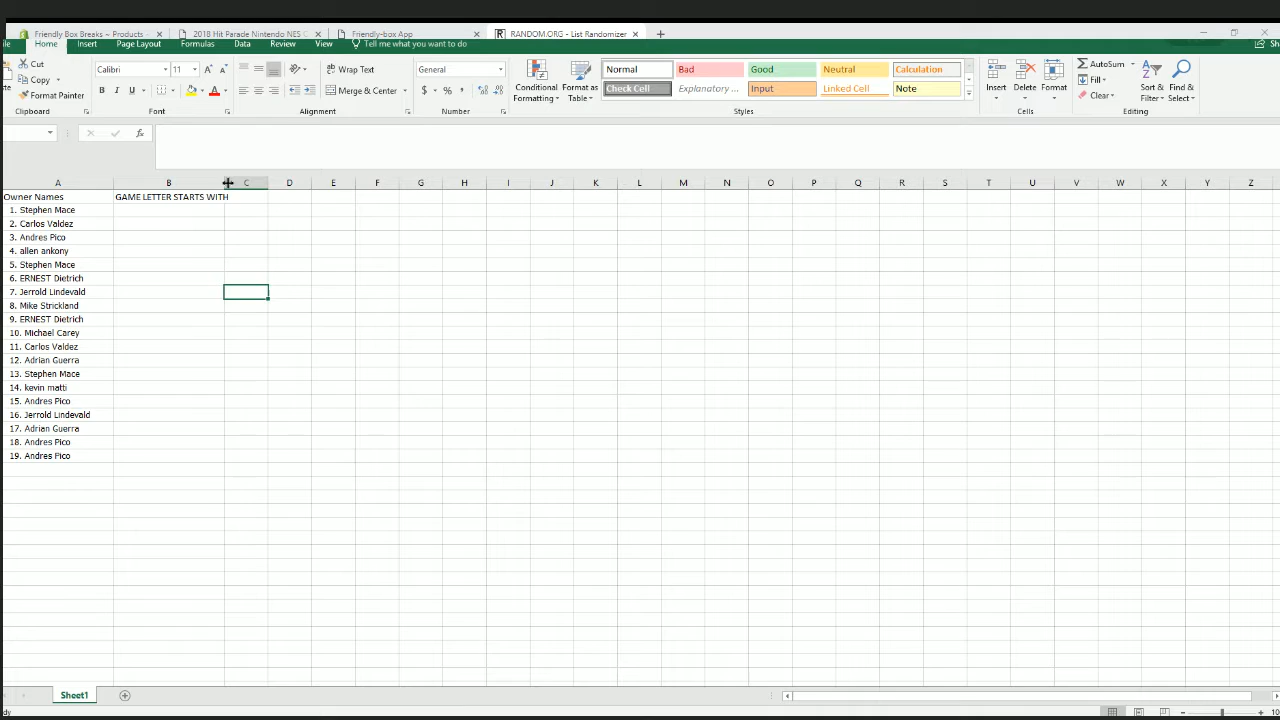 Friendly Box Breaks ~ Products
2018 Hit Parade Nintendo NES
Friendly-box App
RANDOM.ORG - List Randomizer
Home Insert Page Layout Formulas Data Review View Tell me what you want to do
Cut
Copy
Format Painter
Clipboard
Calibri 11
B I U
Font
Wrap Text
Merge & Center
Alignment
General
$ % ,
Number
Conditional Formatting
Format as Table
Normal Bad Good Neutral Calculation
Check Cell Explanatory ... Input Linked Cell Note
Styles
Insert Delete Format
Cells
AutoSum
Fill
Clear
Sort & Filter
Find & Select
Editing
fx
A B C D E F G H I J K L M N O P Q R S T U V W X Y Z
Owner Names GAME LETTER STARTS WITH
1. Stephen Mace
2. Carlos Valdez
3. Andres Pico
4. allen ankony
5. Stephen Mace
6. ERNEST Dietrich
7. Jerrold Lindevald
8. Mike Strickland
9. ERNEST Dietrich
10. Michael Carey
11. Carlos Valdez
12. Adrian Guerra
13. Stephen Mace
14. kevin matti
15. Andres Pico
16. Jerrold Lindevald
17. Adrian Guerra
18. Andres Pico
19. Andres Pico
Sheet1